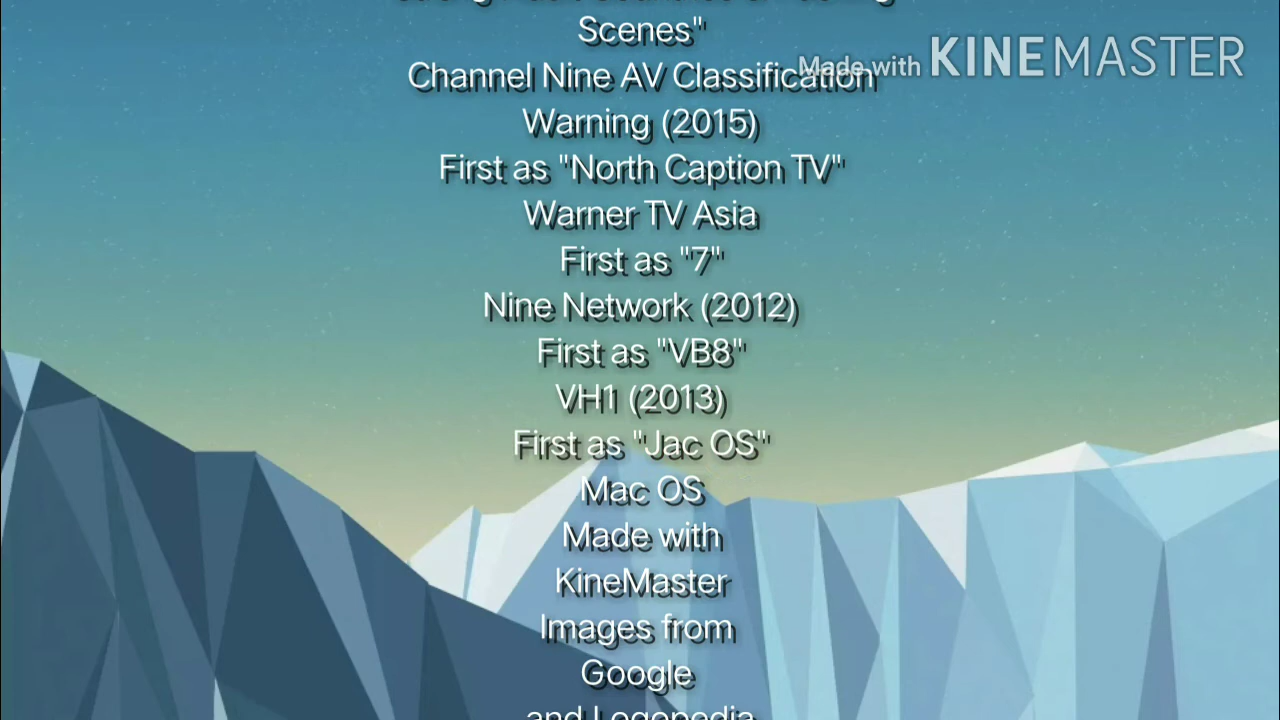 Scenes"
Made with KINEMASTER
Channel Nine AV Classification
Warning (2015)
First as "North Caption TV"
Warner TV Asia
First as "7"
Nine Network (2012)
First as "VB8"
VH1 (2013)
First as "Jac OS"
Mac OS
Made with
KineMaster
Images from
Google
and Logopedia